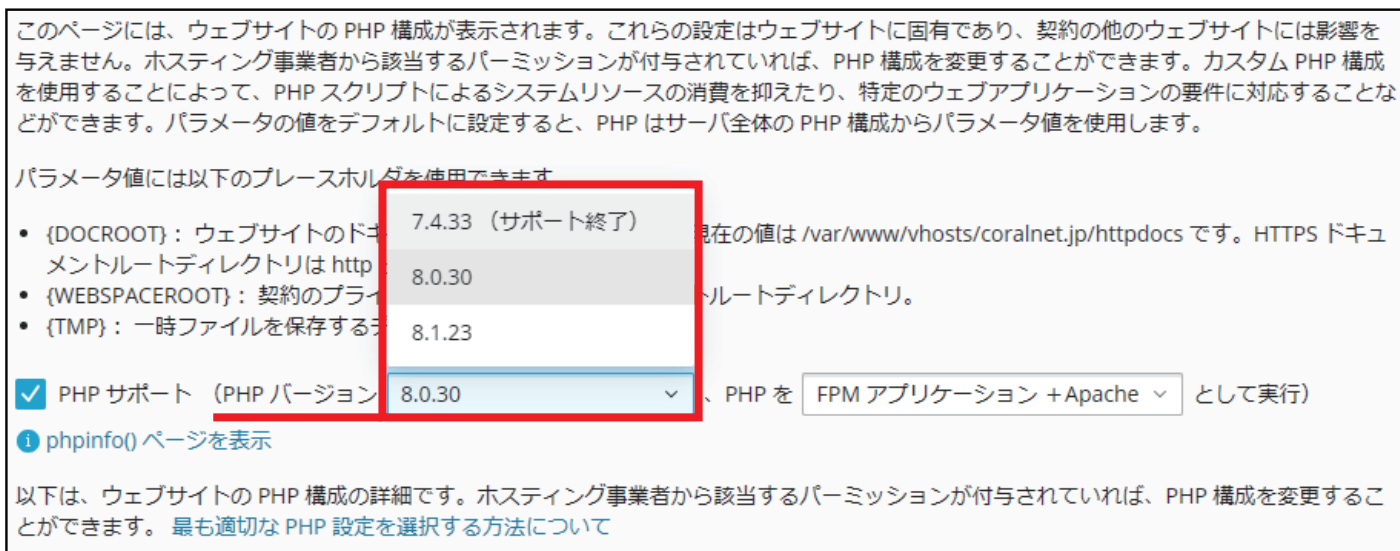 このページには、ウェブサイトの PHP 構成が表示されます。これらの設定はウェブサイトに固有であり、契約の他のウェブサイトには影響を
与えません。ホスティング事業者から該当するパーミッションが付与されていれば、PHP 構成を変更することができます。カスタム PHP 構成
を使用することによって、PHP スクリプトによるシステムリソースの消費を抑えたり、特定のウェブアプリケーションの要件に対応することな
どができます。パラメータの値をデフォルトに設定すると、PHP はサーバ全体の PHP 構成からパラメータ値を使用します。
パラメータ値には以下のプレースホルダを使用できます
• {DOCROOT}： ウェブサイトのドキ 現在の値は /var/www/vhosts/coralnet.jp/httpdocs です。HTTPS ドキュ
メントルートディレクトリは http
• {WEBSPACEROOT}： 契約のプライ トルートディレクトリ。
• {TMP}： 一時ファイルを保存する
7.4.33 （サポート終了）
8.0.30
8.1.23
PHP サポート （PHP バージョン 8.0.30 、PHP を FPM アプリケーション +Apache として実行）
phpinfo() ページを表示
以下は、ウェブサイトの PHP 構成の詳細です。ホスティング事業者から該当するパーミッションが付与されていれば、PHP 構成を変更するこ
とができます。 最も適切な PHP 設定を選択する方法について